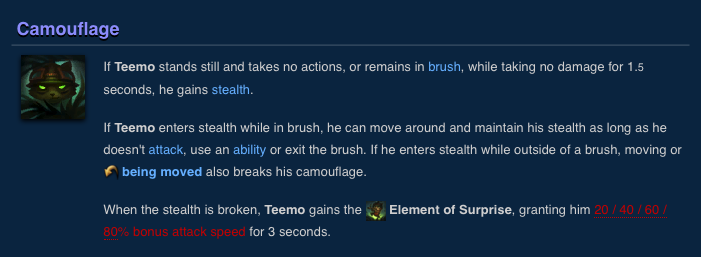 Camouflage
If Teemo stands still and takes no actions, or remains in brush, while taking no damage for 1.5
seconds, he gains stealth.
If Teemo enters stealth while in brush, he can move around and maintain his stealth as long as he
doesn't attack, use an ability or exit the brush. If he enters stealth while outside of a brush, moving or
being moved also breaks his camouflage.
When the stealth is broken, Teemo gains the Element of Surprise, granting him 20 / 40 / 60 /
80% bonus attack speed for 3 seconds.